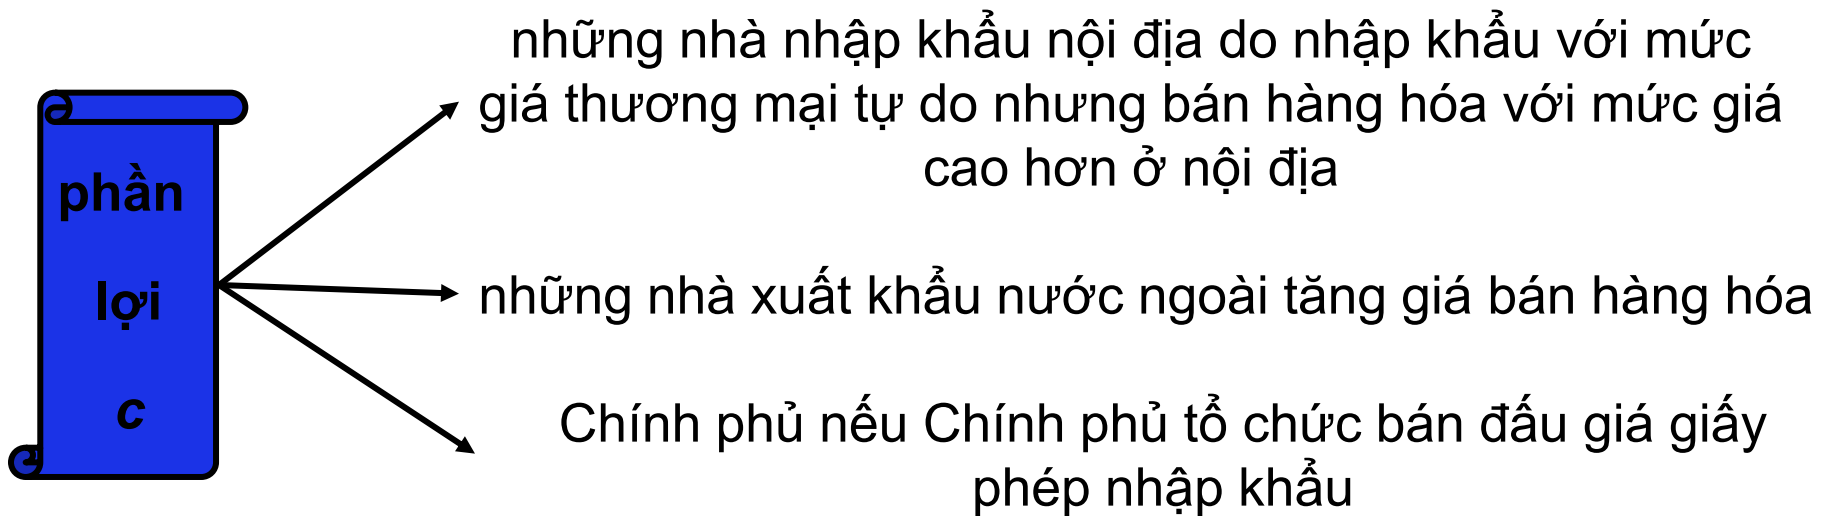 phần
lợi
c
những nhà nhập khẩu nội địa do nhập khẩu với mức
giá thương mại tự do nhưng bán hàng hóa với mức giá
cao hơn ở nội địa
những nhà xuất khẩu nước ngoài tăng giá bán hàng hóa
Chính phủ nếu Chính phủ tổ chức bán đấu giá giấy
phép nhập khẩu